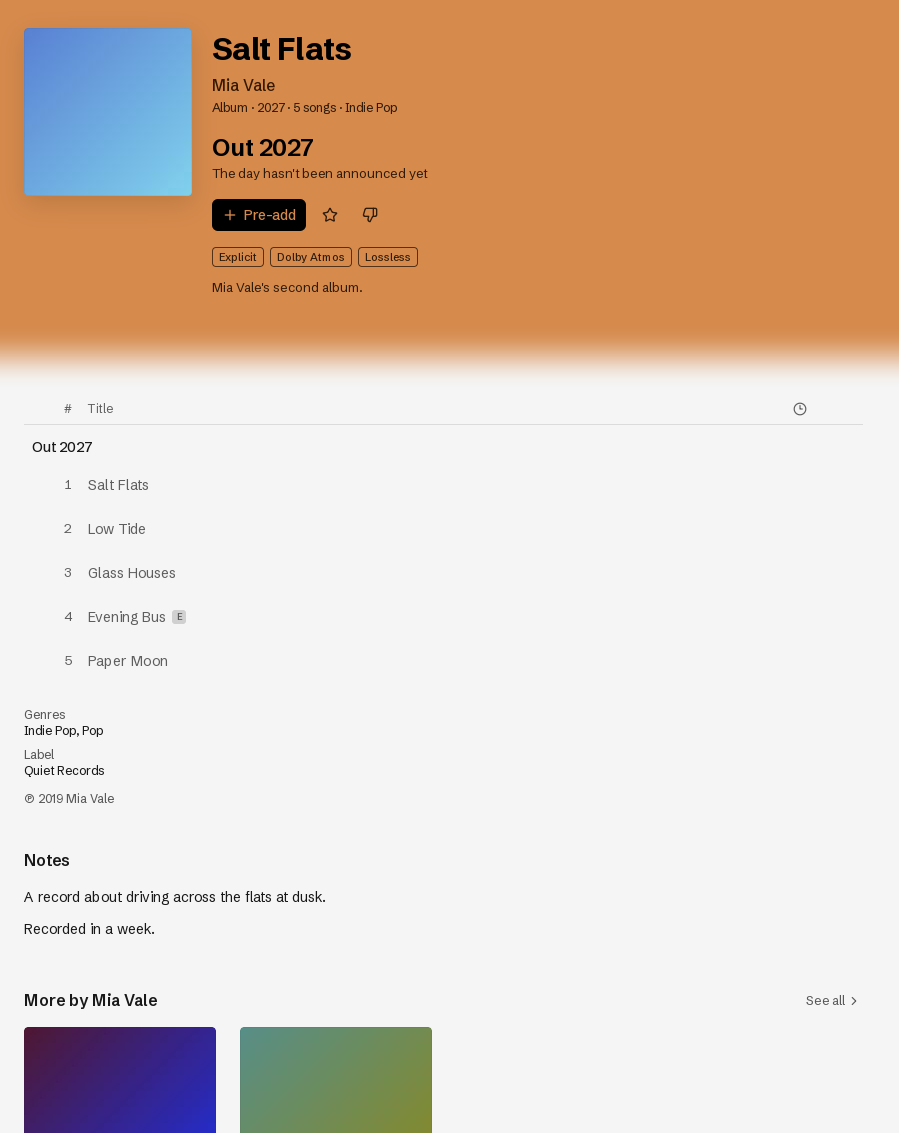 Salt Flats
Mia Vale
Album · 2027 · 5 songs · Indie Pop
Out 2027
The day hasn't been announced yet
Pre-add
Explicit Dolby Atmos Lossless
Mia Vale's second album.
# Title
Out 2027
1 Salt Flats
2 Low Tide
3 Glass Houses
4 Evening Bus E
5 Paper Moon
Genres
Indie Pop, Pop
Label
Quiet Records
℗ 2019 Mia Vale
Notes
A record about driving across the flats at dusk.
Recorded in a week.
More by Mia Vale See all